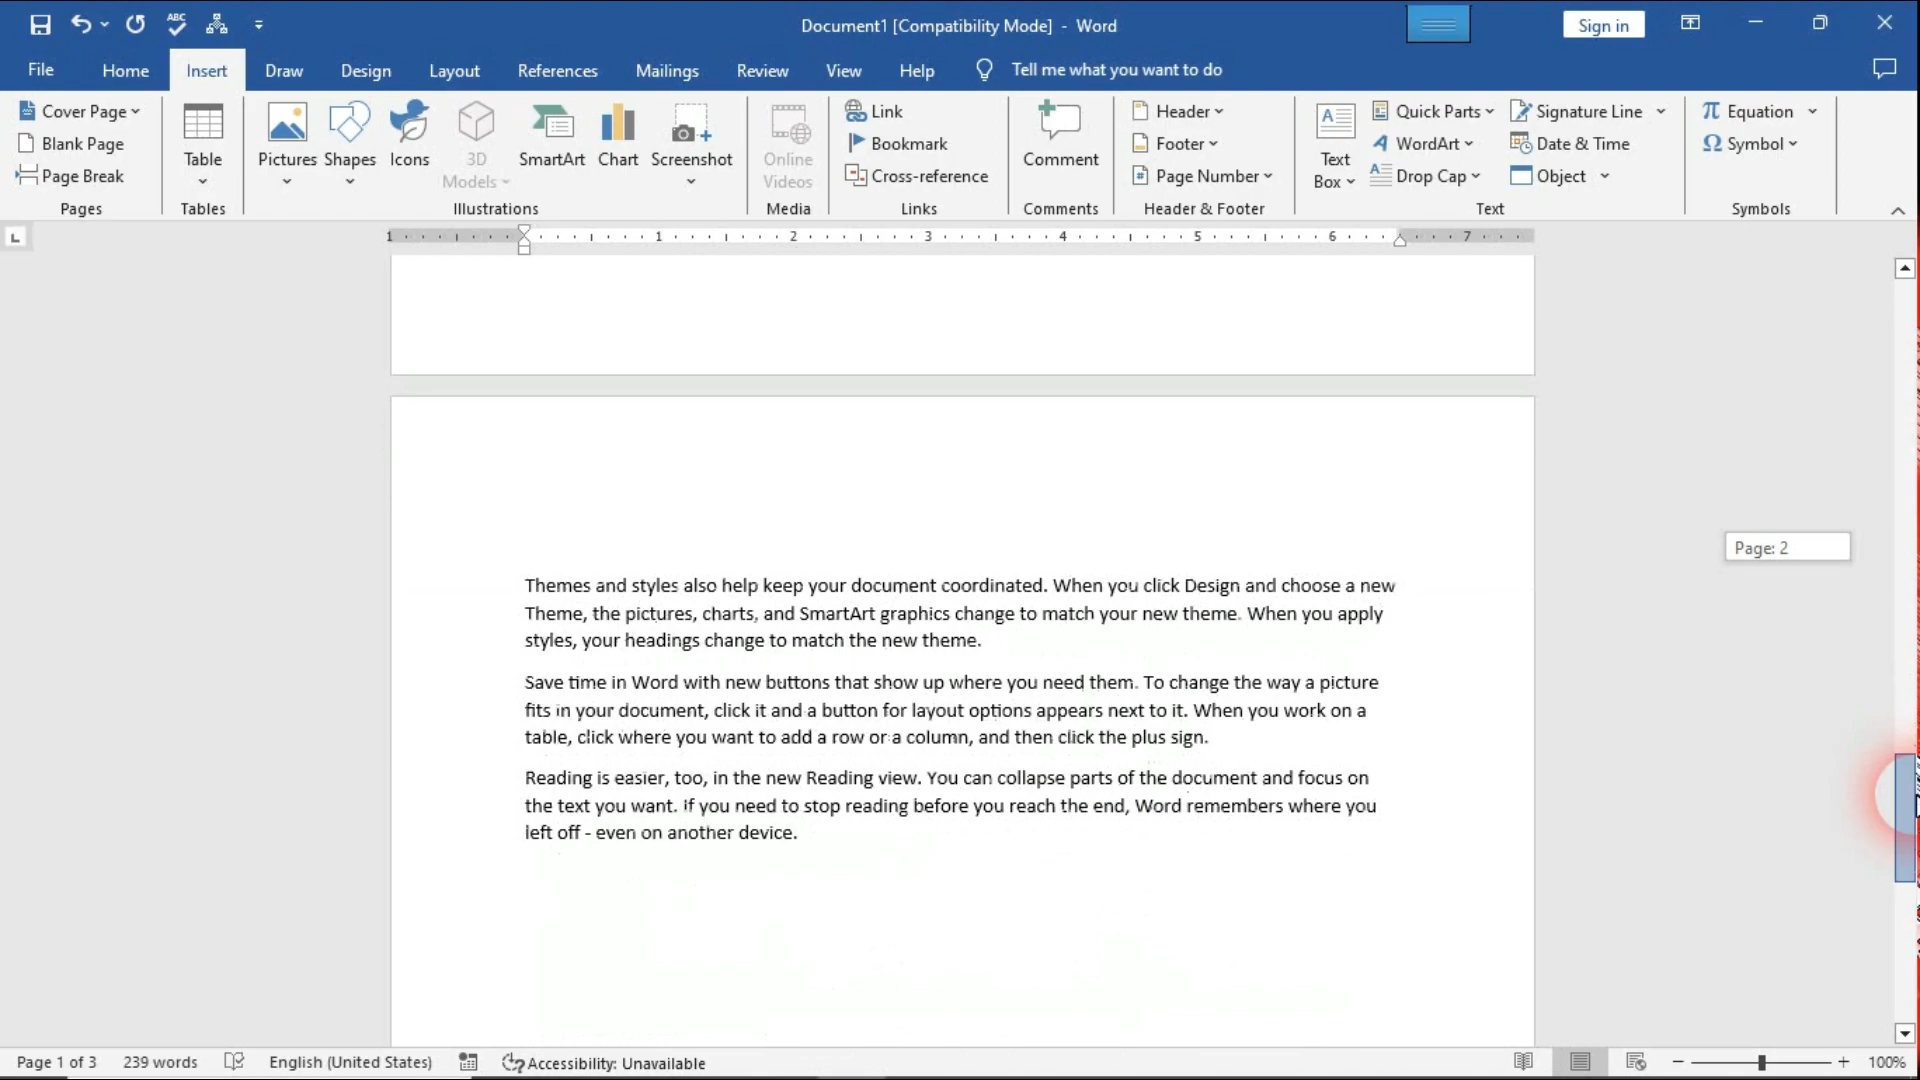 Document1 [Compatibility Mode] - Word
Sign in
File Home Insert Draw Design Layout References Mailings Review View Help Tell me what you want to do
Cover Page
Blank Page
Page Break
Pages
Table
Tables
Pictures
Shapes
Icons
3D
Models
SmartArt
Chart
Screenshot
Illustrations
Online
Videos
Media
Link
Bookmark
Cross-reference
Links
Comment
Comments
Header
Footer
Page Number
Header & Footer
Text
Box
Quick Parts
WordArt
Drop Cap
Signature Line
Date & Time
Object
Text
Equation
Symbol
Symbols
1 1 2 3 4 5 6 7
Page: 2
Themes and styles also help keep your document coordinated. When you click Design and choose a new
Theme, the pictures, charts, and SmartArt graphics change to match your new theme. When you apply
styles, your headings change to match the new theme.
Save time in Word with new buttons that show up where you need them. To change the way a picture
fits in your document, click it and a button for layout options appears next to it. When you work on a
table, click where you want to add a row or a column, and then click the plus sign.
Reading is easier, too, in the new Reading view. You can collapse parts of the document and focus on
the text you want. If you need to stop reading before you reach the end, Word remembers where you
left off - even on another device.
Page 1 of 3 239 words English (United States) Accessibility: Unavailable 100%